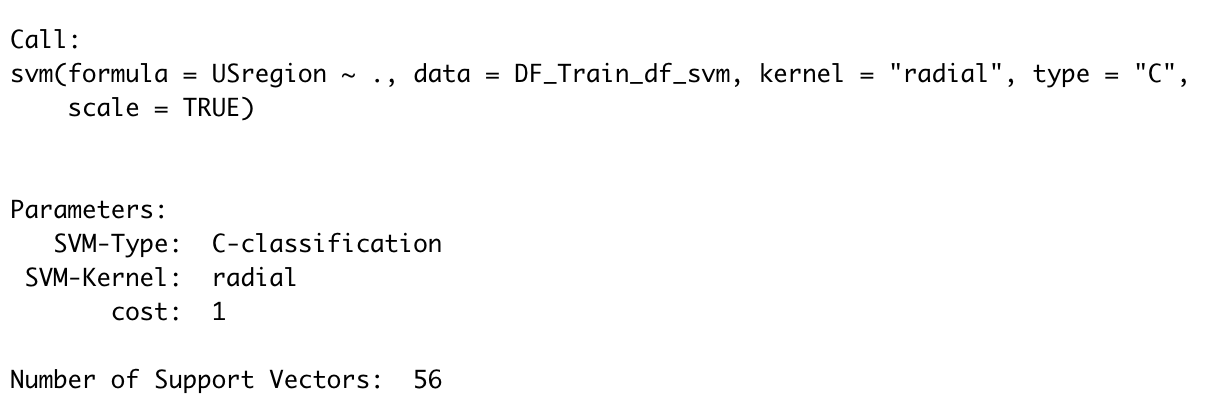 Call:
svm(formula = USregion ~ ., data = DF_Train_df_svm, kernel = "radial", type = "C",
    scale = TRUE)
Parameters:
   SVM-Type:  C-classification
 SVM-Kernel:  radial
       cost:  1
Number of Support Vectors:  56